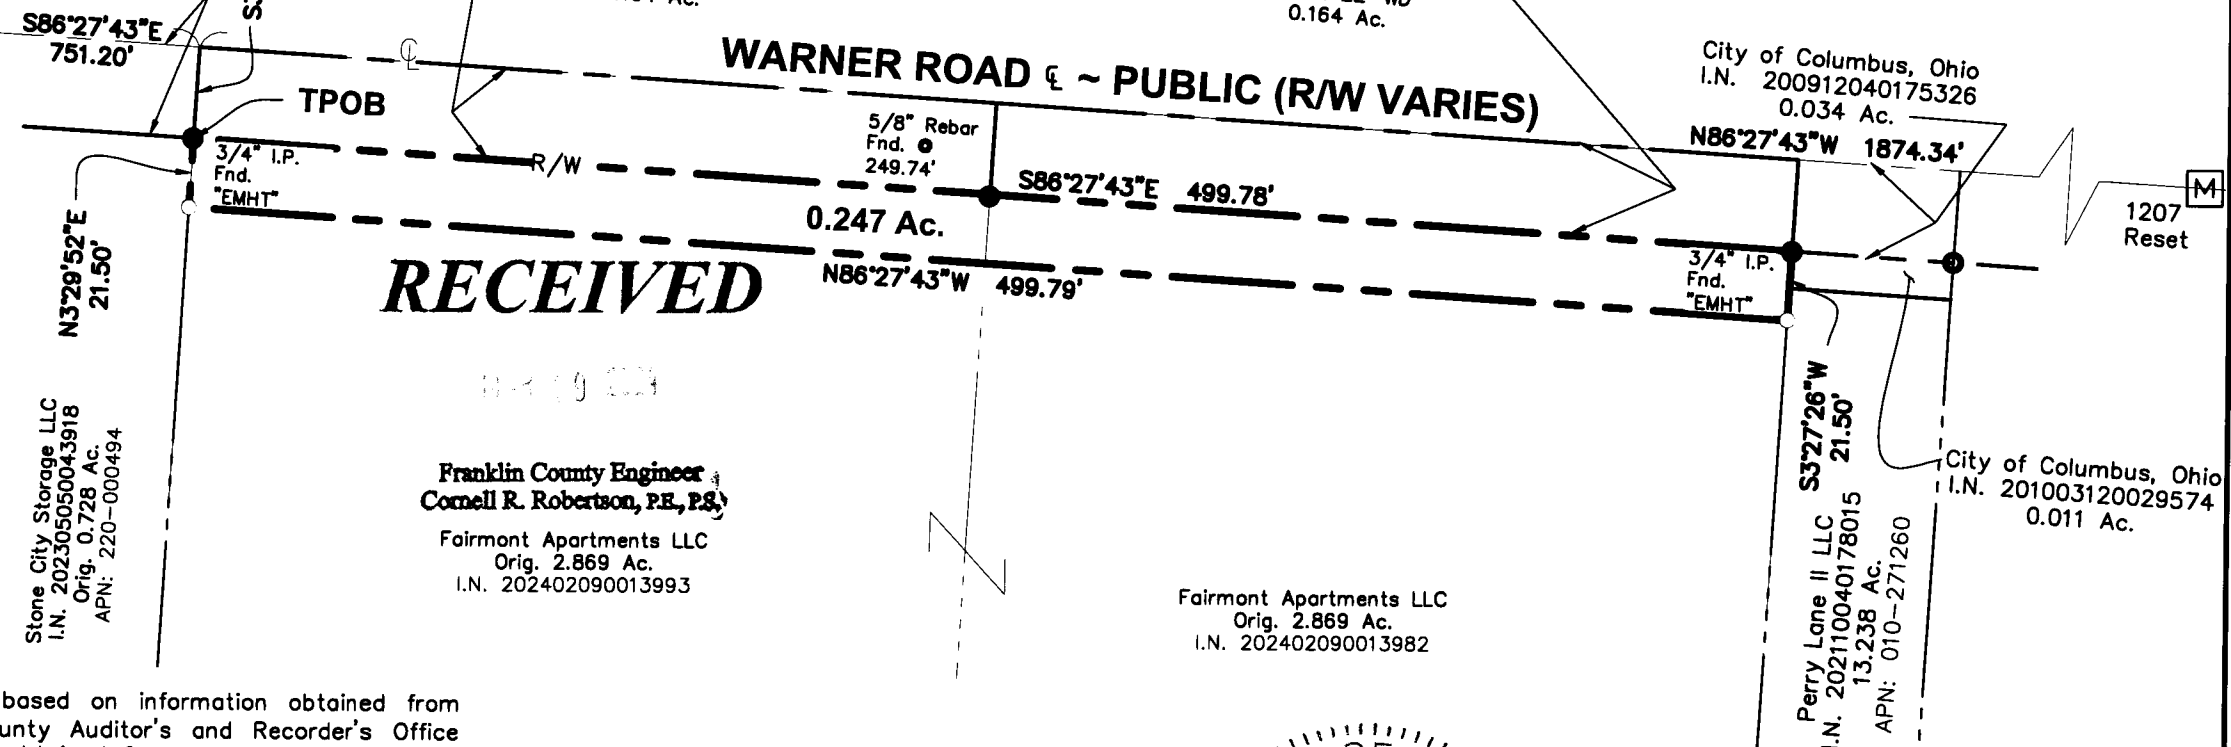 S86°27'43"E
751.20'
0.164 Ac.
WARNER ROAD ℄ ~ PUBLIC (R/W VARIES)
City of Columbus, Ohio
I.N. 200912040175326
0.034 Ac.
TPOB
5/8" Rebar
Fnd.
249.74'
N86°27'43"W 1874.34'
3/4" I.P.
Fnd.
"EMHT"
R/W
S86°27'43"E 499.78'
M
1207
Reset
N3°29'52"E
21.50'
0.247 Ac.
N86°27'43"W 499.79'
3/4" I.P.
Fnd.
"EMHT"
RECEIVED
S3°27'26"W
21.50'
Franklin County Engineer
Cornell R. Robertson, P.E., P.S.
Fairmont Apartments LLC
Orig. 2.869 Ac.
I.N. 202402090013993
Stone City Storage LLC
I.N. 202305050043918
Orig. 0.728 Ac.
APN: 220-000494
City of Columbus, Ohio
I.N. 201003120029574
0.011 Ac.
Fairmont Apartments LLC
Orig. 2.869 Ac.
I.N. 202402090013982
Perry Lane II LLC
I.N. 202110040178015
13.238 Ac.
APN: 010-271260
based on information obtained from
unty Auditor's and Recorder's Office